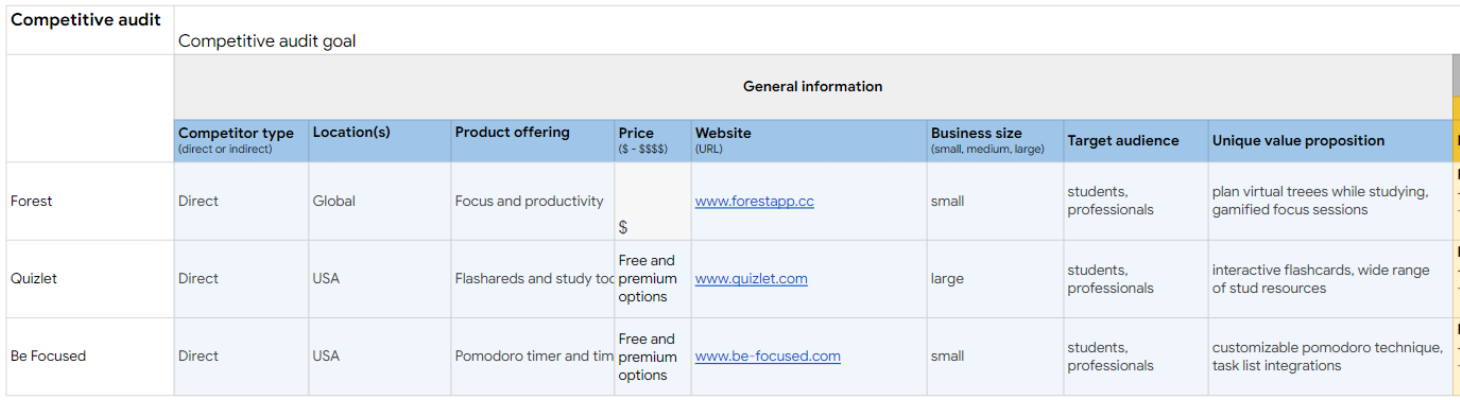 Competitive audit
Competitive audit goal
General information
Competitor type
(direct or indirect)
Location(s)
Product offering
Price
($ - $$$$)
Website
(URL)
Business size
(small, medium, large)
Target audience
Unique value proposition
Forest
Direct
Global
Focus and productivity
$
www.forestapp.cc
small
students,
professionals
plan virtual treees while studying,
gamified focus sessions
Quizlet
Direct
USA
Flashareds and study too
Free and
premium
options
www.quizlet.com
large
students,
professionals
interactive flashcards, wide range
of stud resources
Be Focused
Direct
USA
Pomodoro timer and tim
Free and
premium
options
www.be-focused.com
small
students,
professionals
customizable pomodoro technique,
task list integrations